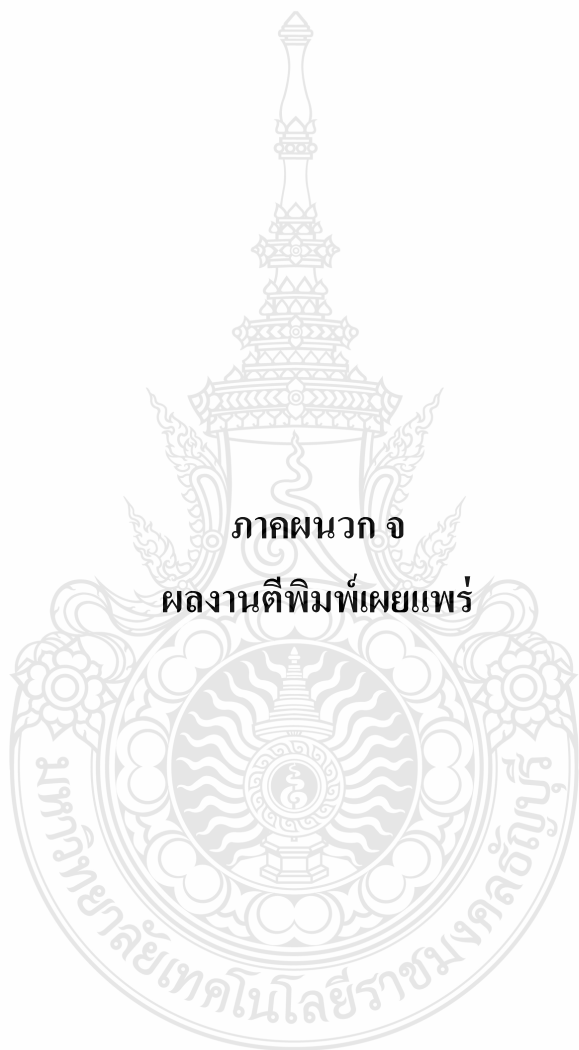 ภาคผนวก จ
ผลงานตีพิมพ์เผยแพร่
มหาวิทยาลัยเทคโนโลยีราชมงคลธัญบุรี